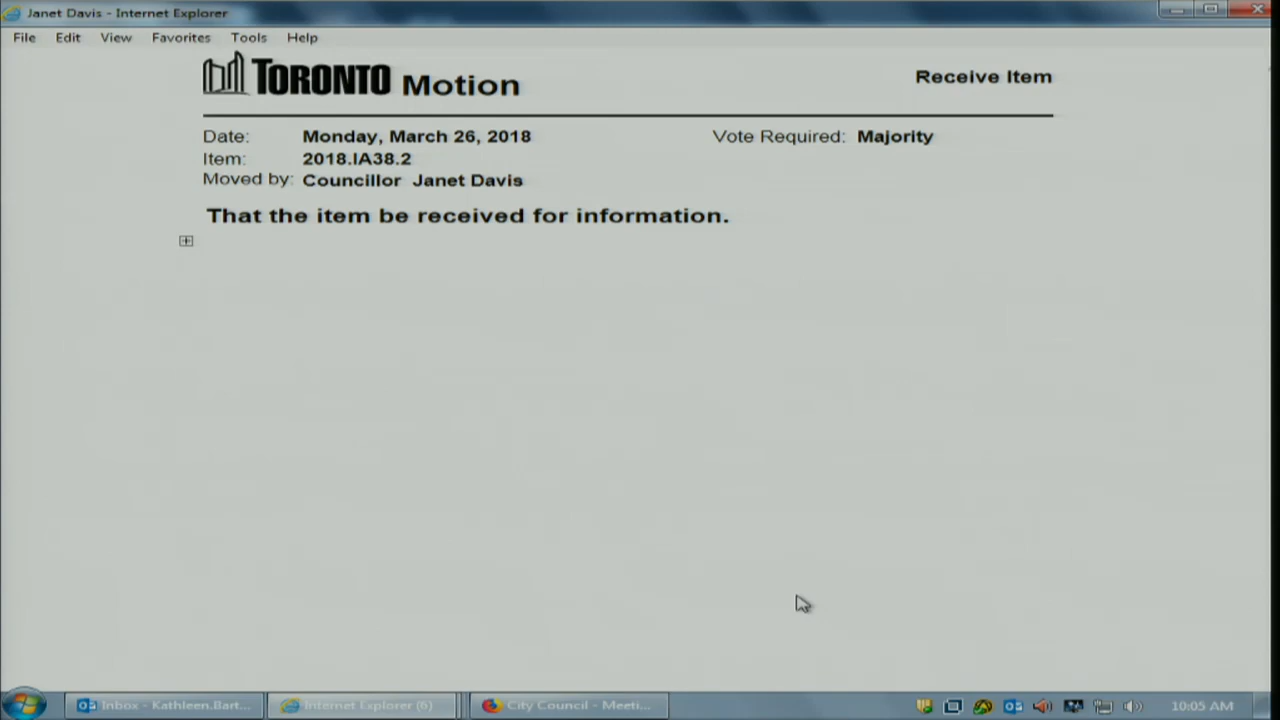 Janet Davis - Internet Explorer
File Edit View Favorites Tools Help
TORONTO Motion
Receive Item
Date: Monday, March 26, 2018
Vote Required: Majority
Item: 2018.IA38.2
Moved by: Councillor Janet Davis
That the item be received for information.
Inbox - Kathleen.Bart...
Internet Explorer (6)
City Council - Meeti...
10:05 AM